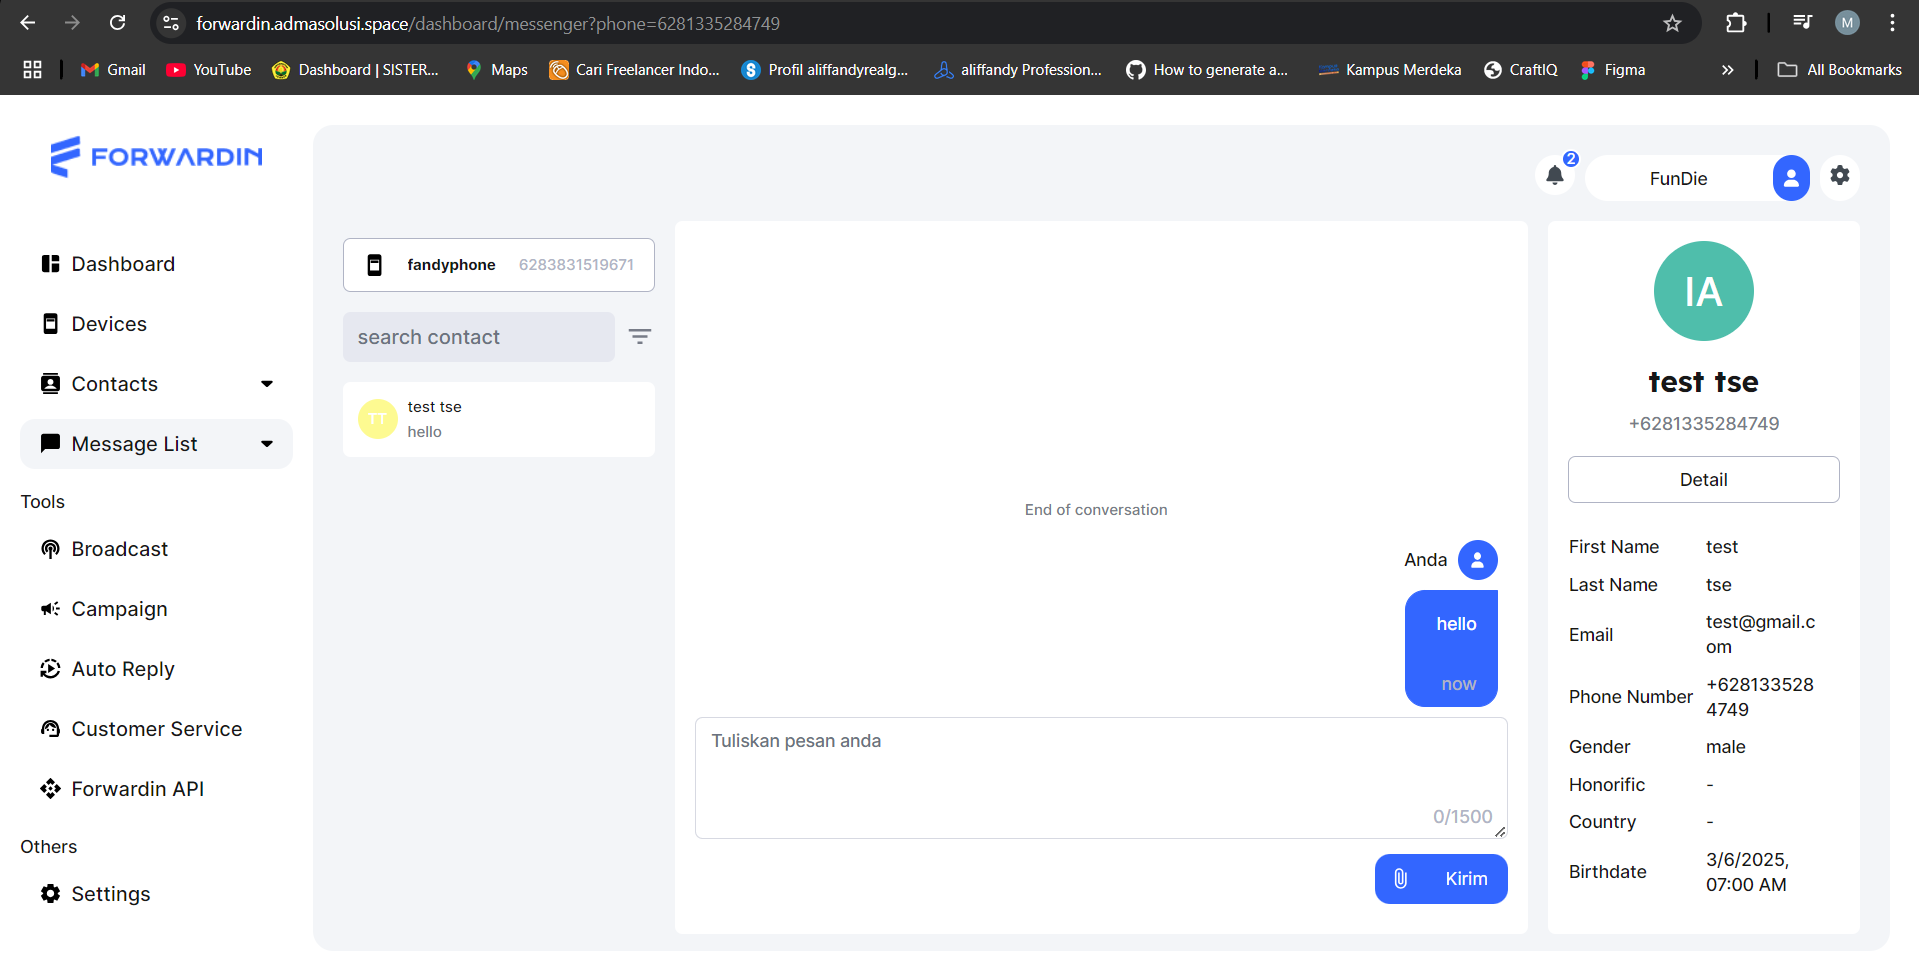 forwardin.admasolusi.space/dashboard/messenger?phone=6281335284749
M
Gmail
YouTube
Dashboard | SISTER...
Maps
Cari Freelancer Indo...
Profil aliffandyrealg...
aliffandy Profession...
How to generate a...
Kampus Merdeka
CraftIQ
Figma
All Bookmarks
FORWARDIN
Dashboard
Devices
Contacts
Message List
Tools
Broadcast
Campaign
Auto Reply
Customer Service
Forwardin API
Others
Settings
2
FunDie
fandyphone 6283831519671
search contact
TT
test tse
hello
End of conversation
Anda
hello
now
Tuliskan pesan anda
0/1500
Kirim
IA
test tse
+6281335284749
Detail
First Name test
Last Name tse
Email test@gmail.c
om
Phone Number +628133528
4749
Gender male
Honorific -
Country -
Birthdate 3/6/2025,
07:00 AM